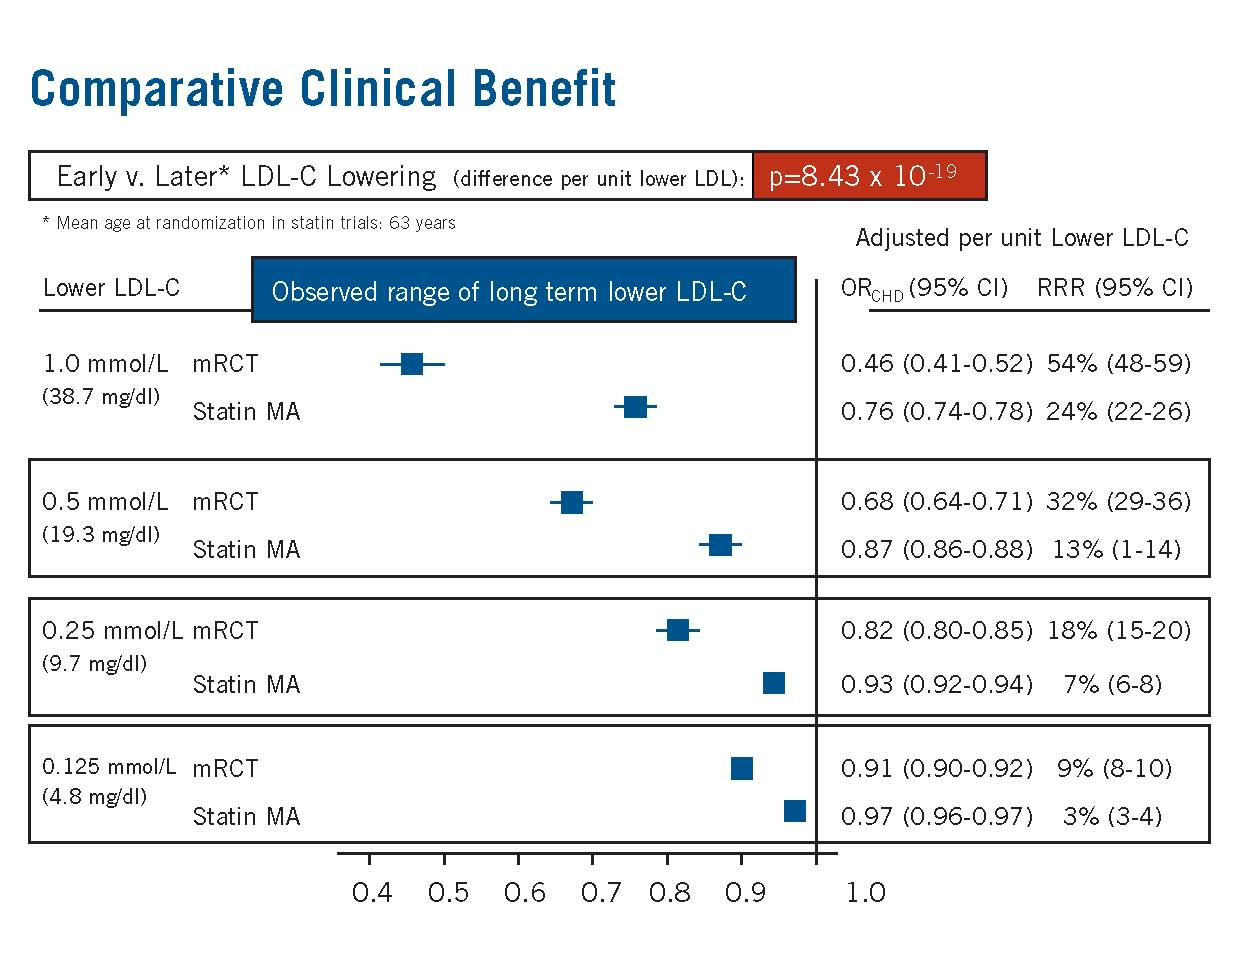 Comparative Clinical Benefit
Early v. Later* LDL-C Lowering (difference per unit lower LDL): p=8.43 x 10-19
* Mean age at randomization in statin trials: 63 years
Adjusted per unit Lower LDL-C
Lower LDL-C Observed range of long term lower LDL-C ORCHD (95% CI) RRR (95% CI)
1.0 mmol/L mRCT 0.46 (0.41-0.52) 54% (48-59)
(38.7 mg/dl)
Statin MA 0.76 (0.74-0.78) 24% (22-26)
0.5 mmol/L mRCT 0.68 (0.64-0.71) 32% (29-36)
(19.3 mg/dl)
Statin MA 0.87 (0.86-0.88) 13% (1-14)
0.25 mmol/L mRCT 0.82 (0.80-0.85) 18% (15-20)
(9.7 mg/dl)
Statin MA 0.93 (0.92-0.94) 7% (6-8)
0.125 mmol/L mRCT 0.91 (0.90-0.92) 9% (8-10)
(4.8 mg/dl)
Statin MA 0.97 (0.96-0.97) 3% (3-4)
0.4 0.5 0.6 0.7 0.8 0.9 1.0